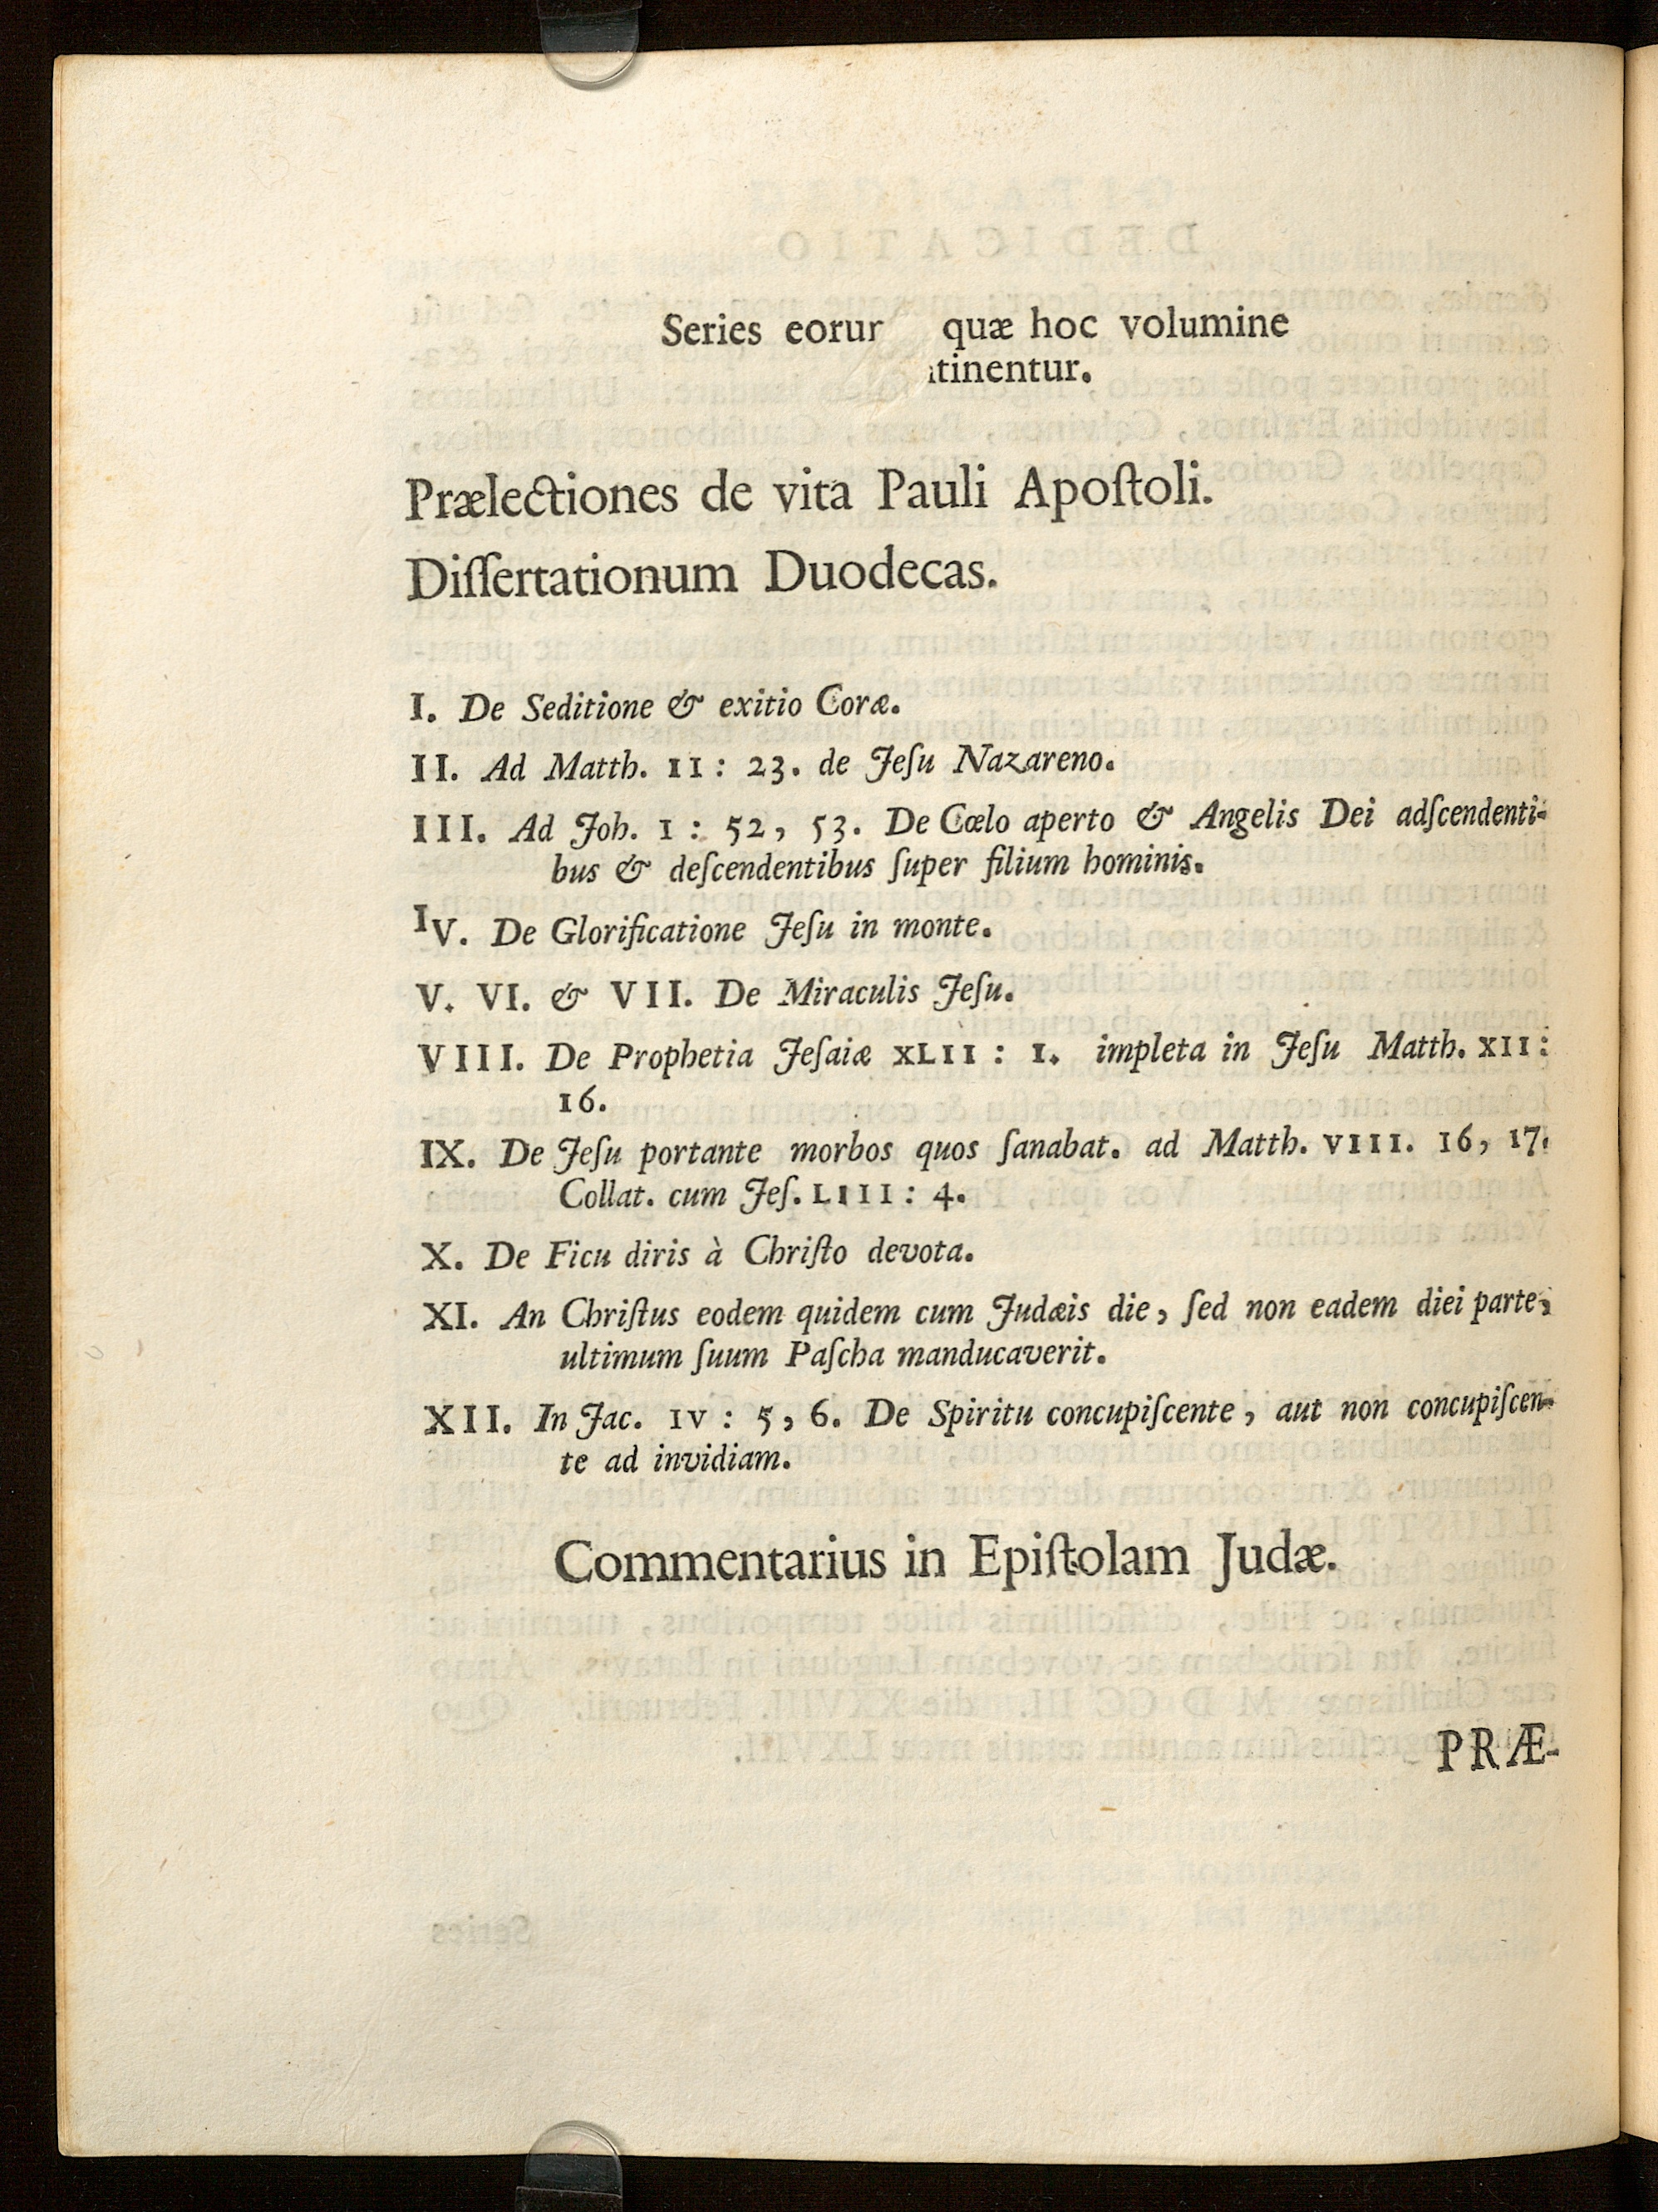 Series eorur quæ hoc volumine
tinentur.
Prælectiones de vita Pauli Apoſtoli.
Diſſertationum Duodecas.
I. De Seditione & exitio Coræ.
II. Ad Matth. II: 23. de Jeſu Nazareno.
III. Ad Joh. I: 52, 53. De Cœlo aperto & Angelis Dei adſcendenti-
bus & deſcendentibus ſuper filium hominis.
IV. De Glorificatione Jeſu in monte.
V. VI. & VII. De Miraculis Jeſu.
VIII. De Prophetia Jeſaiæ XLII: I. impleta in Jeſu Matth. XII:
16.
IX. De Jeſu portante morbos quos ſanabat. ad Matth. VIII. 16, 17.
Collat. cum Jeſ. LIII: 4.
X. De Ficu diris à Chriſto devota.
XI. An Chriſtus eodem quidem cum Judæis die, ſed non eadem diei parte,
ultimum ſuum Paſcha manducaverit.
XII. In Jac. IV: 5, 6. De Spiritu concupiſcente, aut non concupiſcen-
te ad invidiam.
Commentarius in Epiſtolam Judæ.
PRÆ-